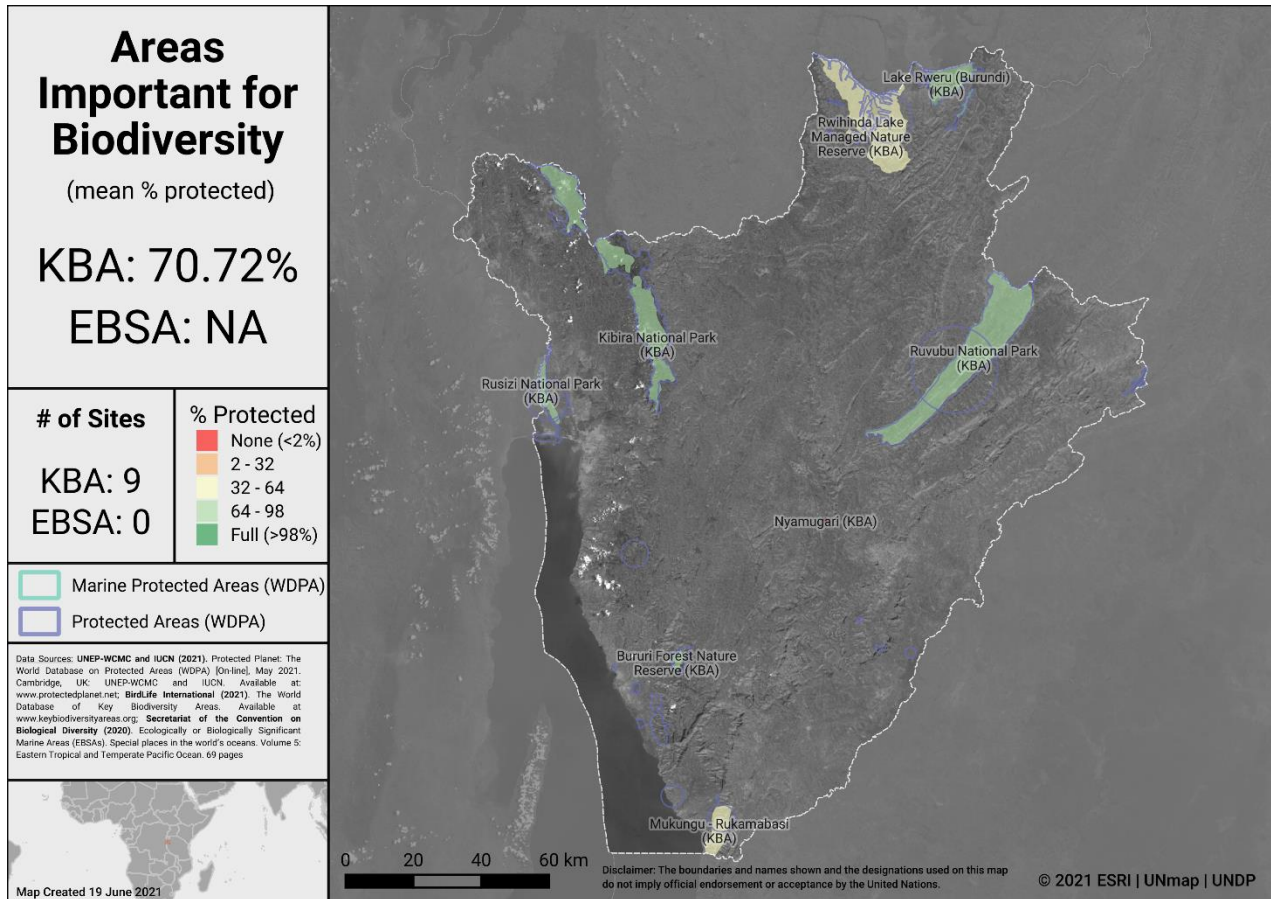 Areas
Important for
Biodiversity
(mean % protected)
KBA: 70.72%
EBSA: NA
# of Sites
KBA: 9
EBSA: 0
% Protected
None (<2%)
2 - 32
32 - 64
64 - 98
Full (>98%)
Marine Protected Areas (WDPA)
Protected Areas (WDPA)
Data Sources: UNEP-WCMC and IUCN (2021). Protected Planet: The
World Database on Protected Areas (WDPA) [On-line], May 2021.
Cambridge, UK: UNEP-WCMC and IUCN. Available at:
www.protectedplanet.net; BirdLife International (2021). The World
Database of Key Biodiversity Areas. Available at
www.keybiodiversityareas.org; Secretariat of the Convention on
Biological Diversity (2020). Ecologically or Biologically Significant
Marine Areas (EBSAs). Special places in the world's oceans. Volume 5:
Eastern Tropical and Temperate Pacific Ocean. 69 pages
Map Created 19 June 2021
Lake Rweru (Burundi)
(KBA)
Rwihinda Lake
Managed Nature
Reserve (KBA)
Kibira National Park
(KBA)
Ruvubu National Park
(KBA)
Rusizi National Park
(KBA)
Nyamugari (KBA)
Bururi Forest Nature
Reserve (KBA)
Mukungu - Rukamabasi
(KBA)
0 20 40 60 km
Disclaimer: The boundaries and names shown and the designations used on this map
do not imply official endorsement or acceptance by the United Nations.
© 2021 ESRI | UNmap | UNDP